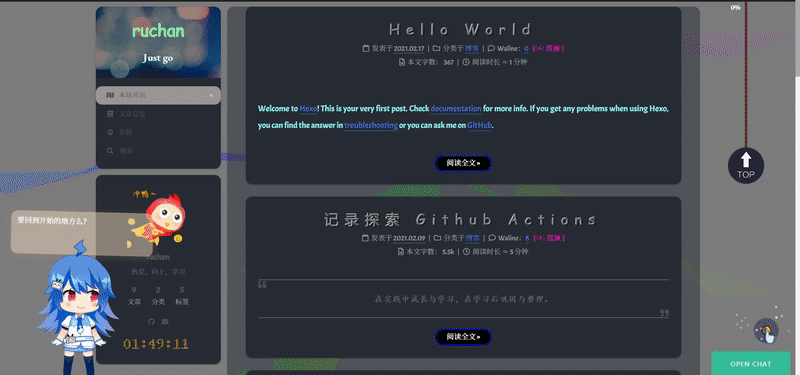 ruchan
Just go
本站首页
文章总览
友链
搜索
冲鸭~
ruchan
热爱，向上，学习
9 2 5
文章 分类 标签
01:49:11
要回到开始的地方么？
Hello World
发表于 2021.02.17 | 分类于 博客 | Waline： 0
本文字数： 367 | 阅读时长 ≈ 1 分钟
Welcome to Hexo! This is your very first post. Check documentation for more info. If you get any problems when using Hexo,
you can find the answer in troubleshooting or you can ask me on GitHub.
阅读全文 »
记录探索 Github Actions
发表于 2021.02.09 | 分类于 博客 | Waline： 8
本文字数： 5.5k | 阅读时长 ≈ 5 分钟
在实践中成长与学习，在学习后巩固与整理。
阅读全文 »
0%
TOP
OPEN CHAT